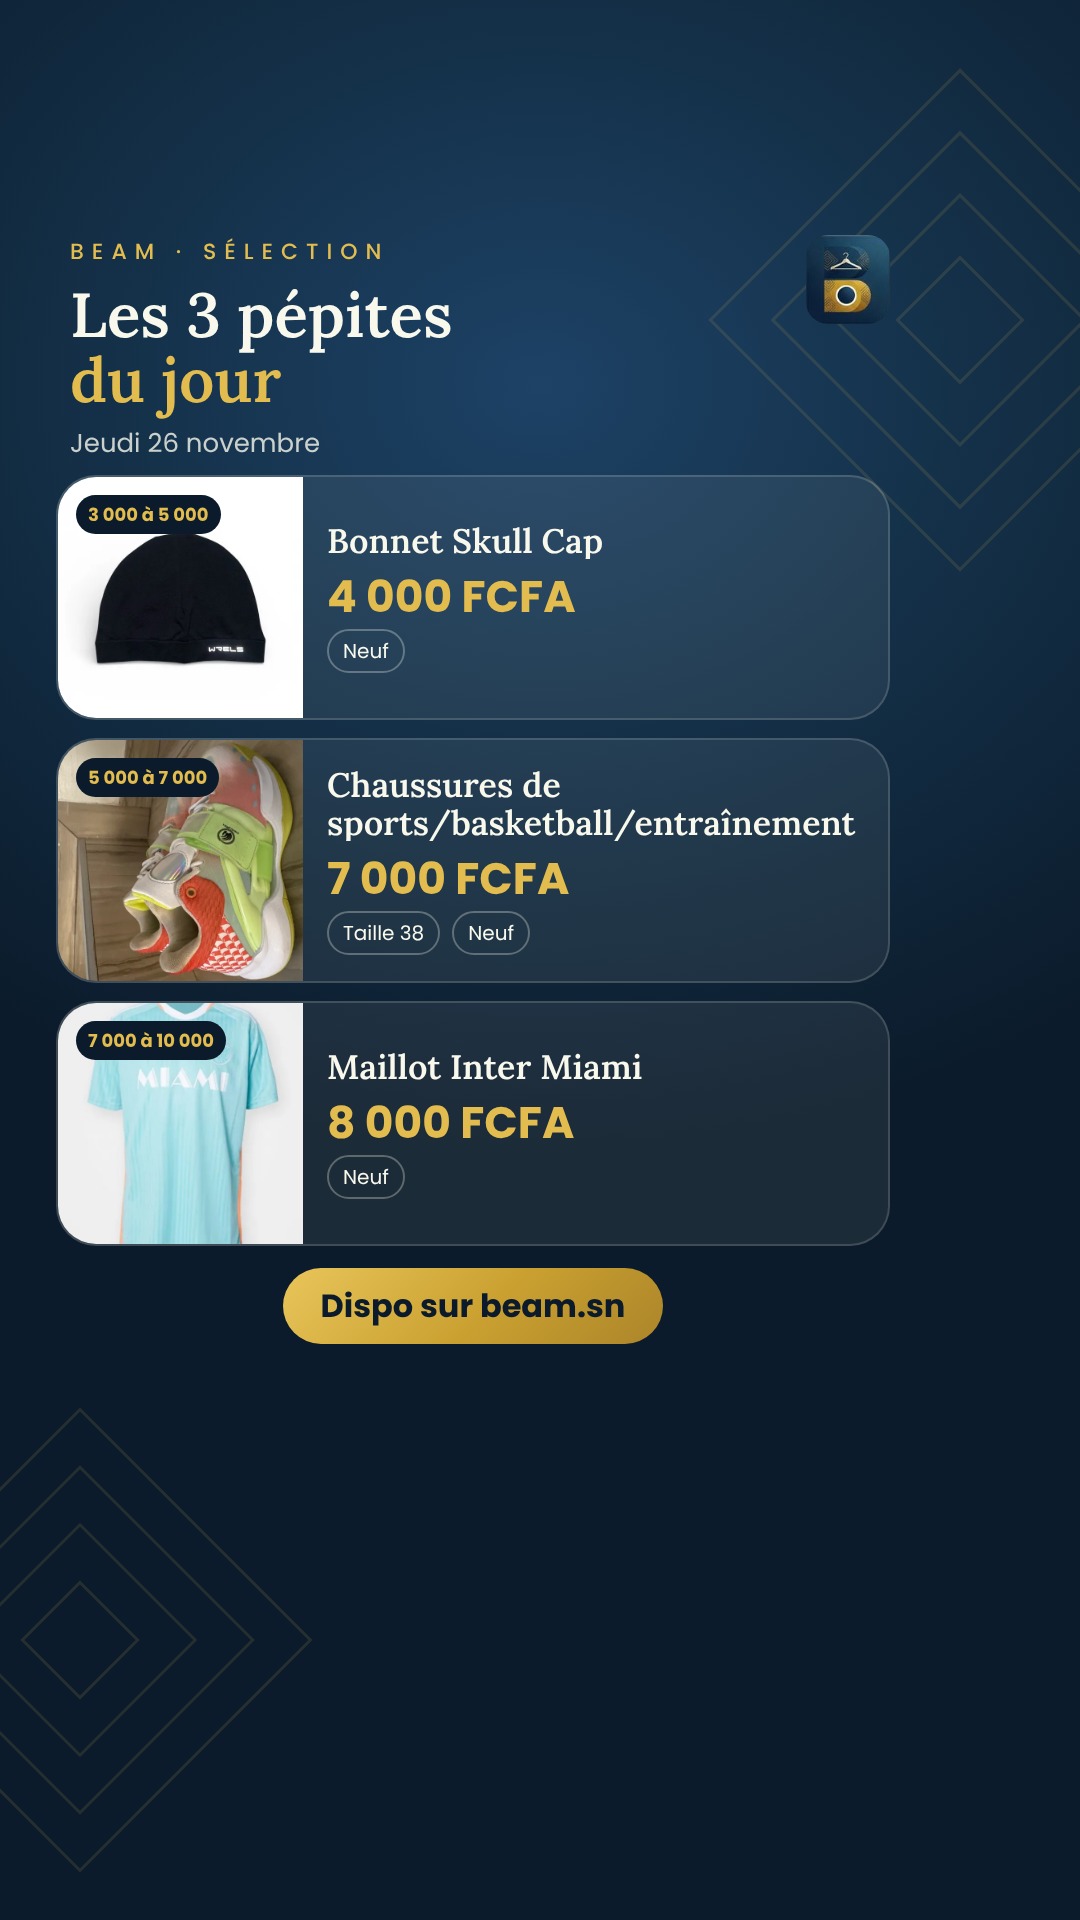 BEAM · SÉLECTION
Les 3 pépites
du jour
Jeudi 26 novembre
3 000 à 5 000
Bonnet Skull Cap
4 000 FCFA
Neuf
5 000 à 7 000
Chaussures de
sports/basketball/entraînement
7 000 FCFA
Taille 38
Neuf
7 000 à 10 000
MIAMI
Maillot Inter Miami
8 000 FCFA
Neuf
Dispo sur beam.sn